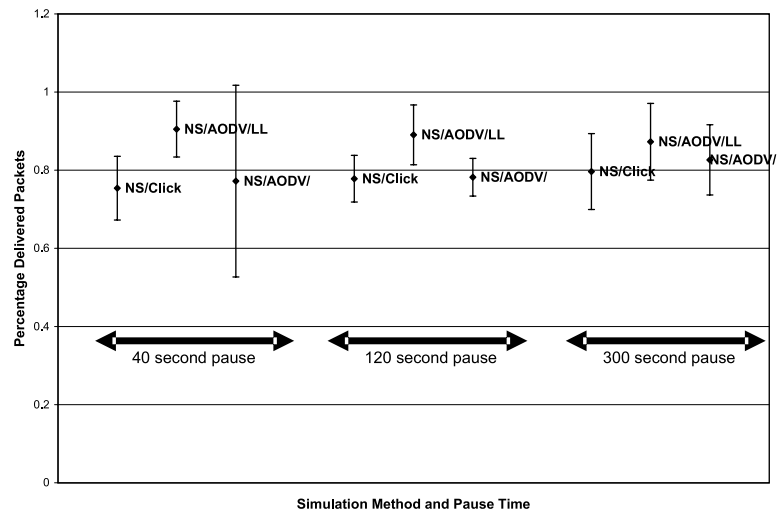 1.2
1
0.8
0.6
0.4
0.2
0
Percentage Delivered Packets
NS/Click
NS/AODV/LL
NS/AODV/
NS/Click
NS/AODV/LL
NS/AODV/
NS/Click
NS/AODV/LL
NS/AODV/
40 second pause
120 second pause
300 second pause
Simulation Method and Pause Time